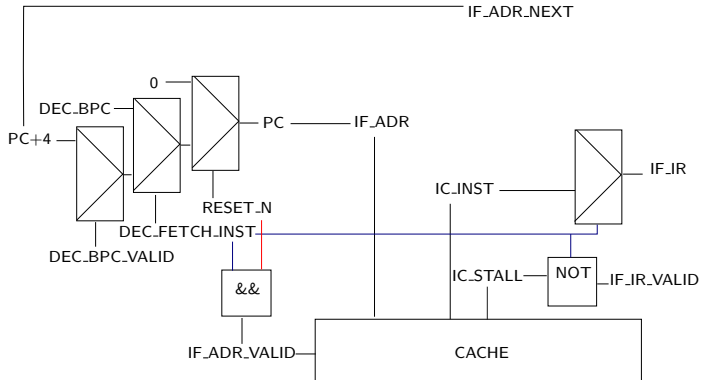 IF_ADR_NEXT
0
DEC_BPC
PC+4
PC
IF_ADR
IF_IR
IC_INST
RESET_N
DEC_FETCH_INST
DEC_BPC_VALID
IC_STALL
NOT
IF_IR_VALID
&&
IF_ADR_VALID
CACHE